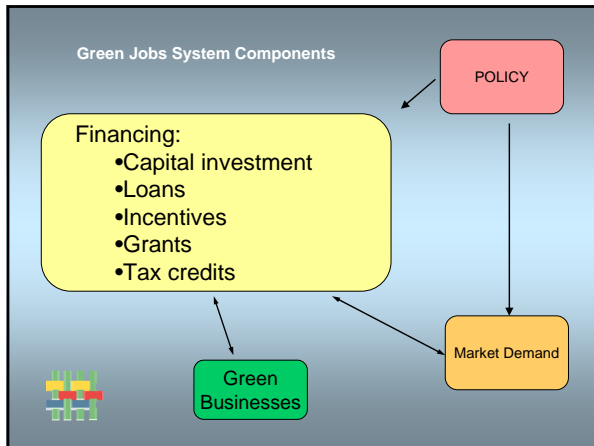 Green Jobs System Components
POLICY
Financing:
•Capital investment
•Loans
•Incentives
•Grants
•Tax credits
Market Demand
Green
Businesses